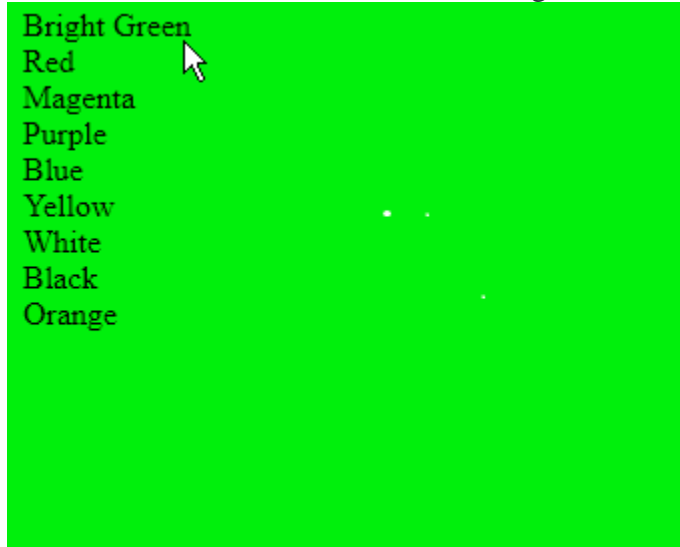 Bright Green
Red
Magenta
Purple
Blue
Yellow
White
Black
Orange